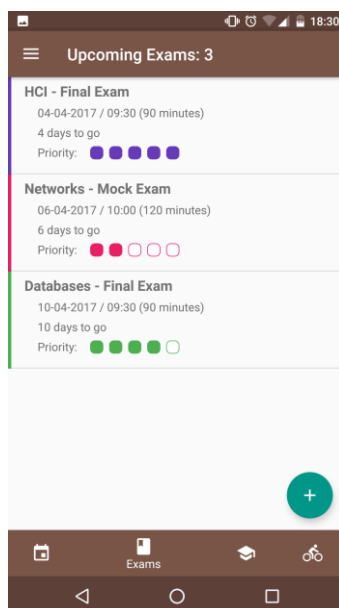 18:30
Upcoming Exams: 3
HCI - Final Exam
04-04-2017 / 09:30 (90 minutes)
4 days to go
Priority:
Networks - Mock Exam
06-04-2017 / 10:00 (120 minutes)
6 days to go
Priority:
Databases - Final Exam
10-04-2017 / 09:30 (90 minutes)
10 days to go
Priority:
Exams